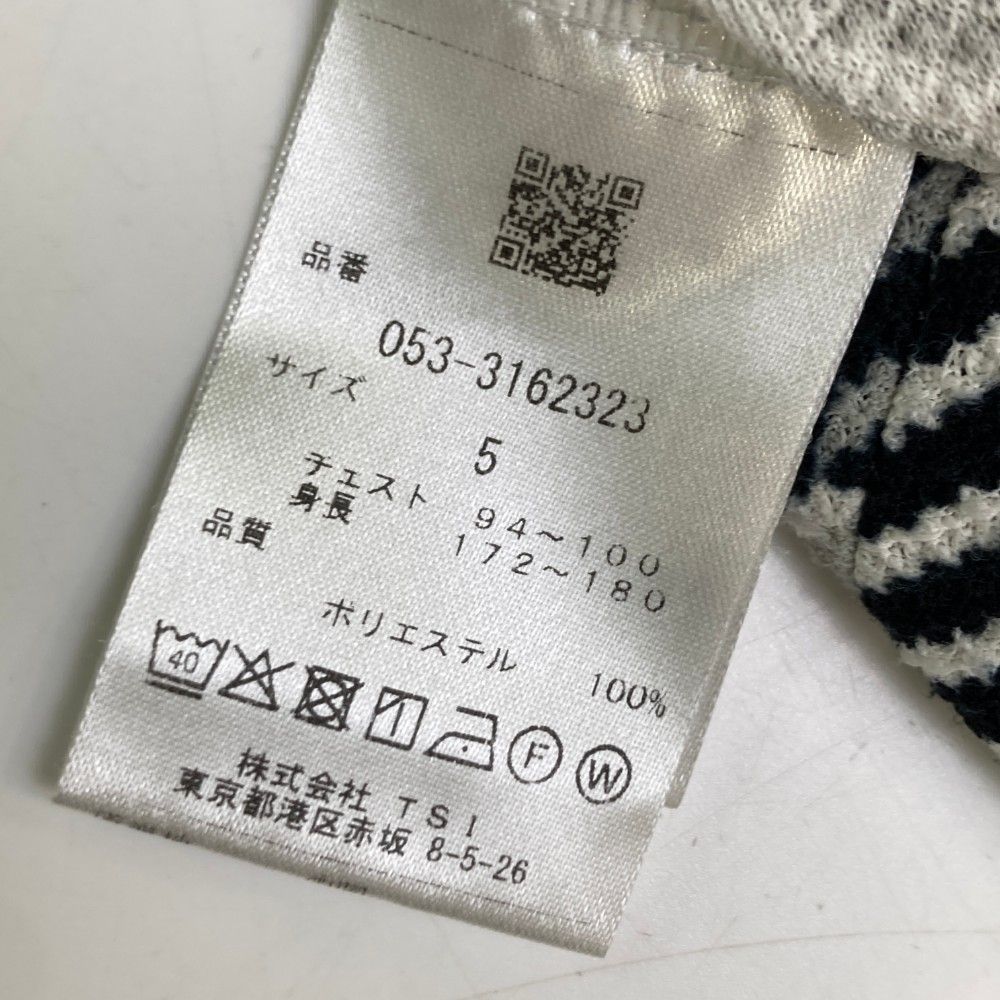 品番
053-3162323
サイズ
5
チェスト 94～100
身長 172～180
品質
ポリエステル 100%
40
F W
株式会社 TSI
東京都港区赤坂 8-5-26